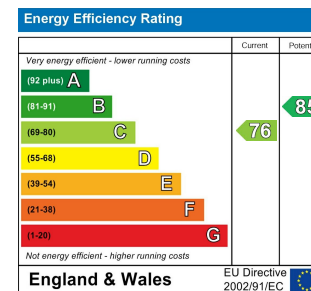 Energy Efficiency Rating
Current Potent
Very energy efficient - lower running costs
(92 plus) A
(81-91) B
85
(69-80) C
76
(55-68) D
(39-54) E
(21-38) F
(1-20) G
Not energy efficient - higher running costs
England & Wales
EU Directive
2002/91/EC